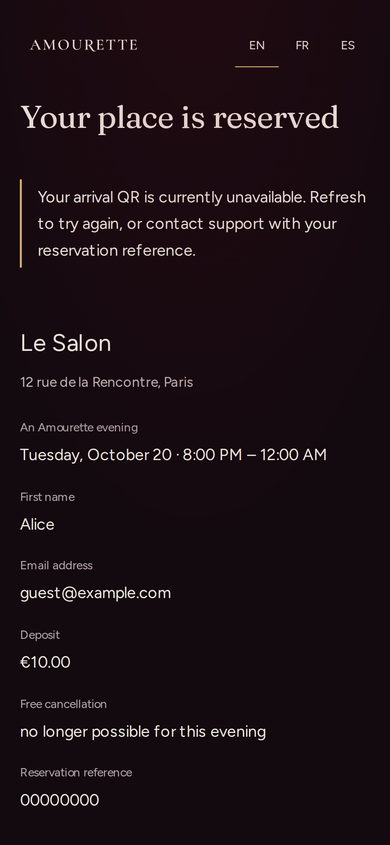 AMOURETTE
EN FR ES
Your place is reserved
Your arrival QR is currently unavailable. Refresh
to try again, or contact support with your
reservation reference.
Le Salon
12 rue de la Rencontre, Paris
An Amourette evening
Tuesday, October 20 · 8:00 PM – 12:00 AM
First name
Alice
Email address
guest@example.com
Deposit
€10.00
Free cancellation
no longer possible for this evening
Reservation reference
00000000